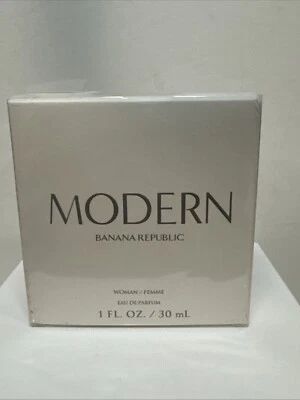 MODERN
BANANA REPUBLIC
WOMAN / FEMME
EAU DE PARFUM
1 FL. OZ. / 30 mL